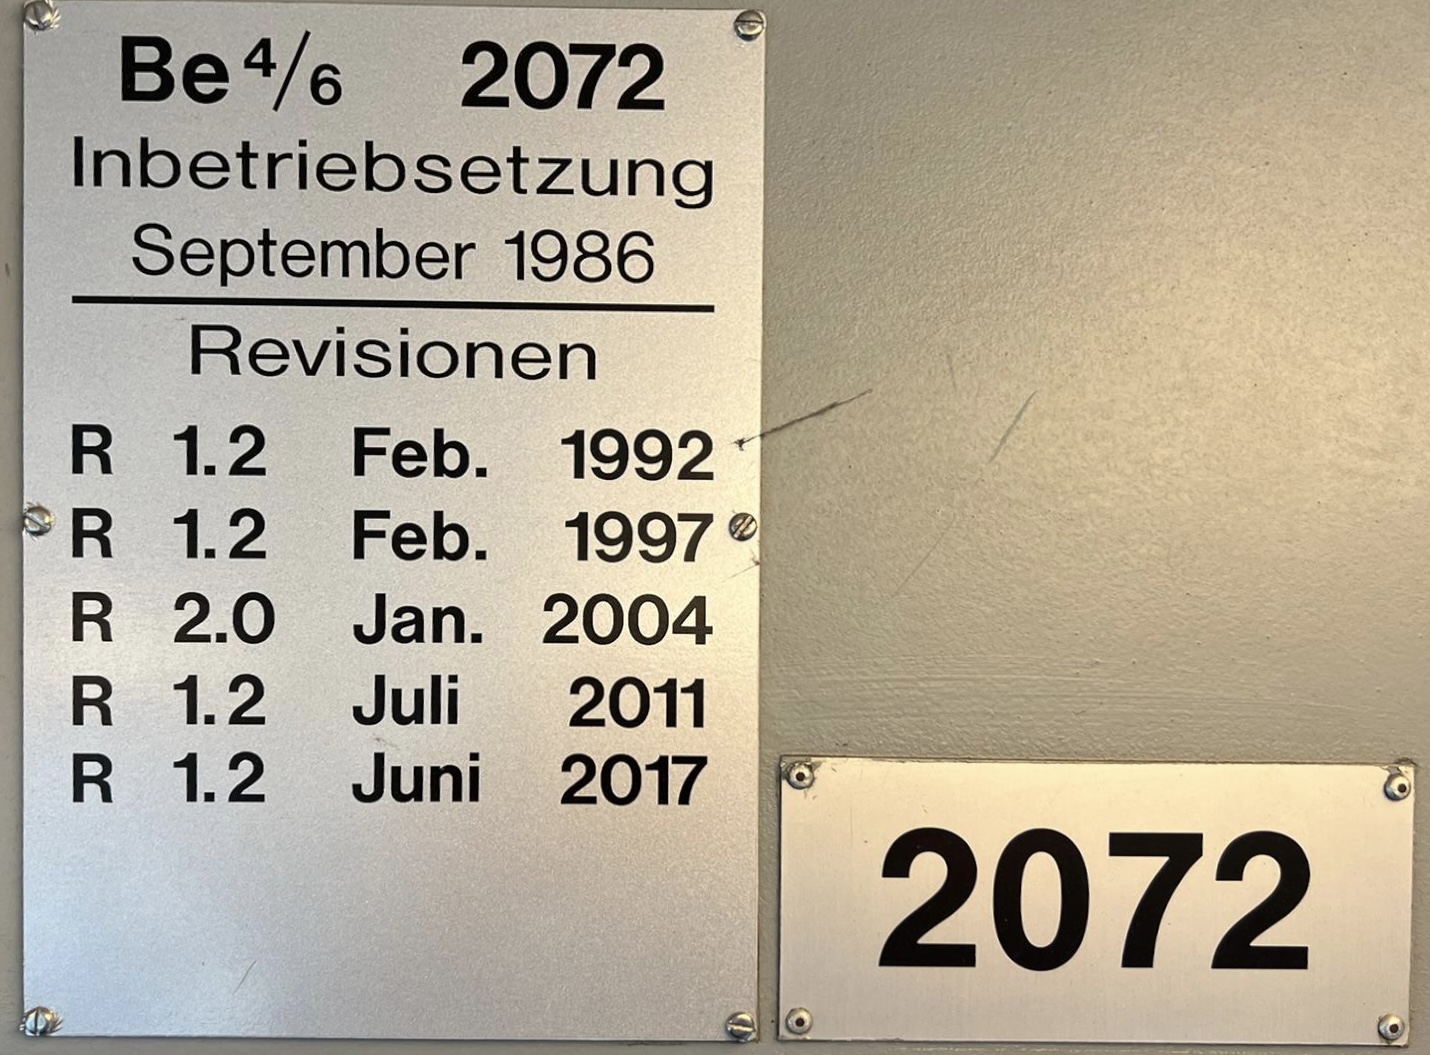 Be 4/6 2072
Inbetriebsetzung
September 1986
Revisionen
R 1.2 Feb. 1992
R 1.2 Feb. 1997
R 2.0 Jan. 2004
R 1.2 Juli 2011
R 1.2 Juni 2017
2072